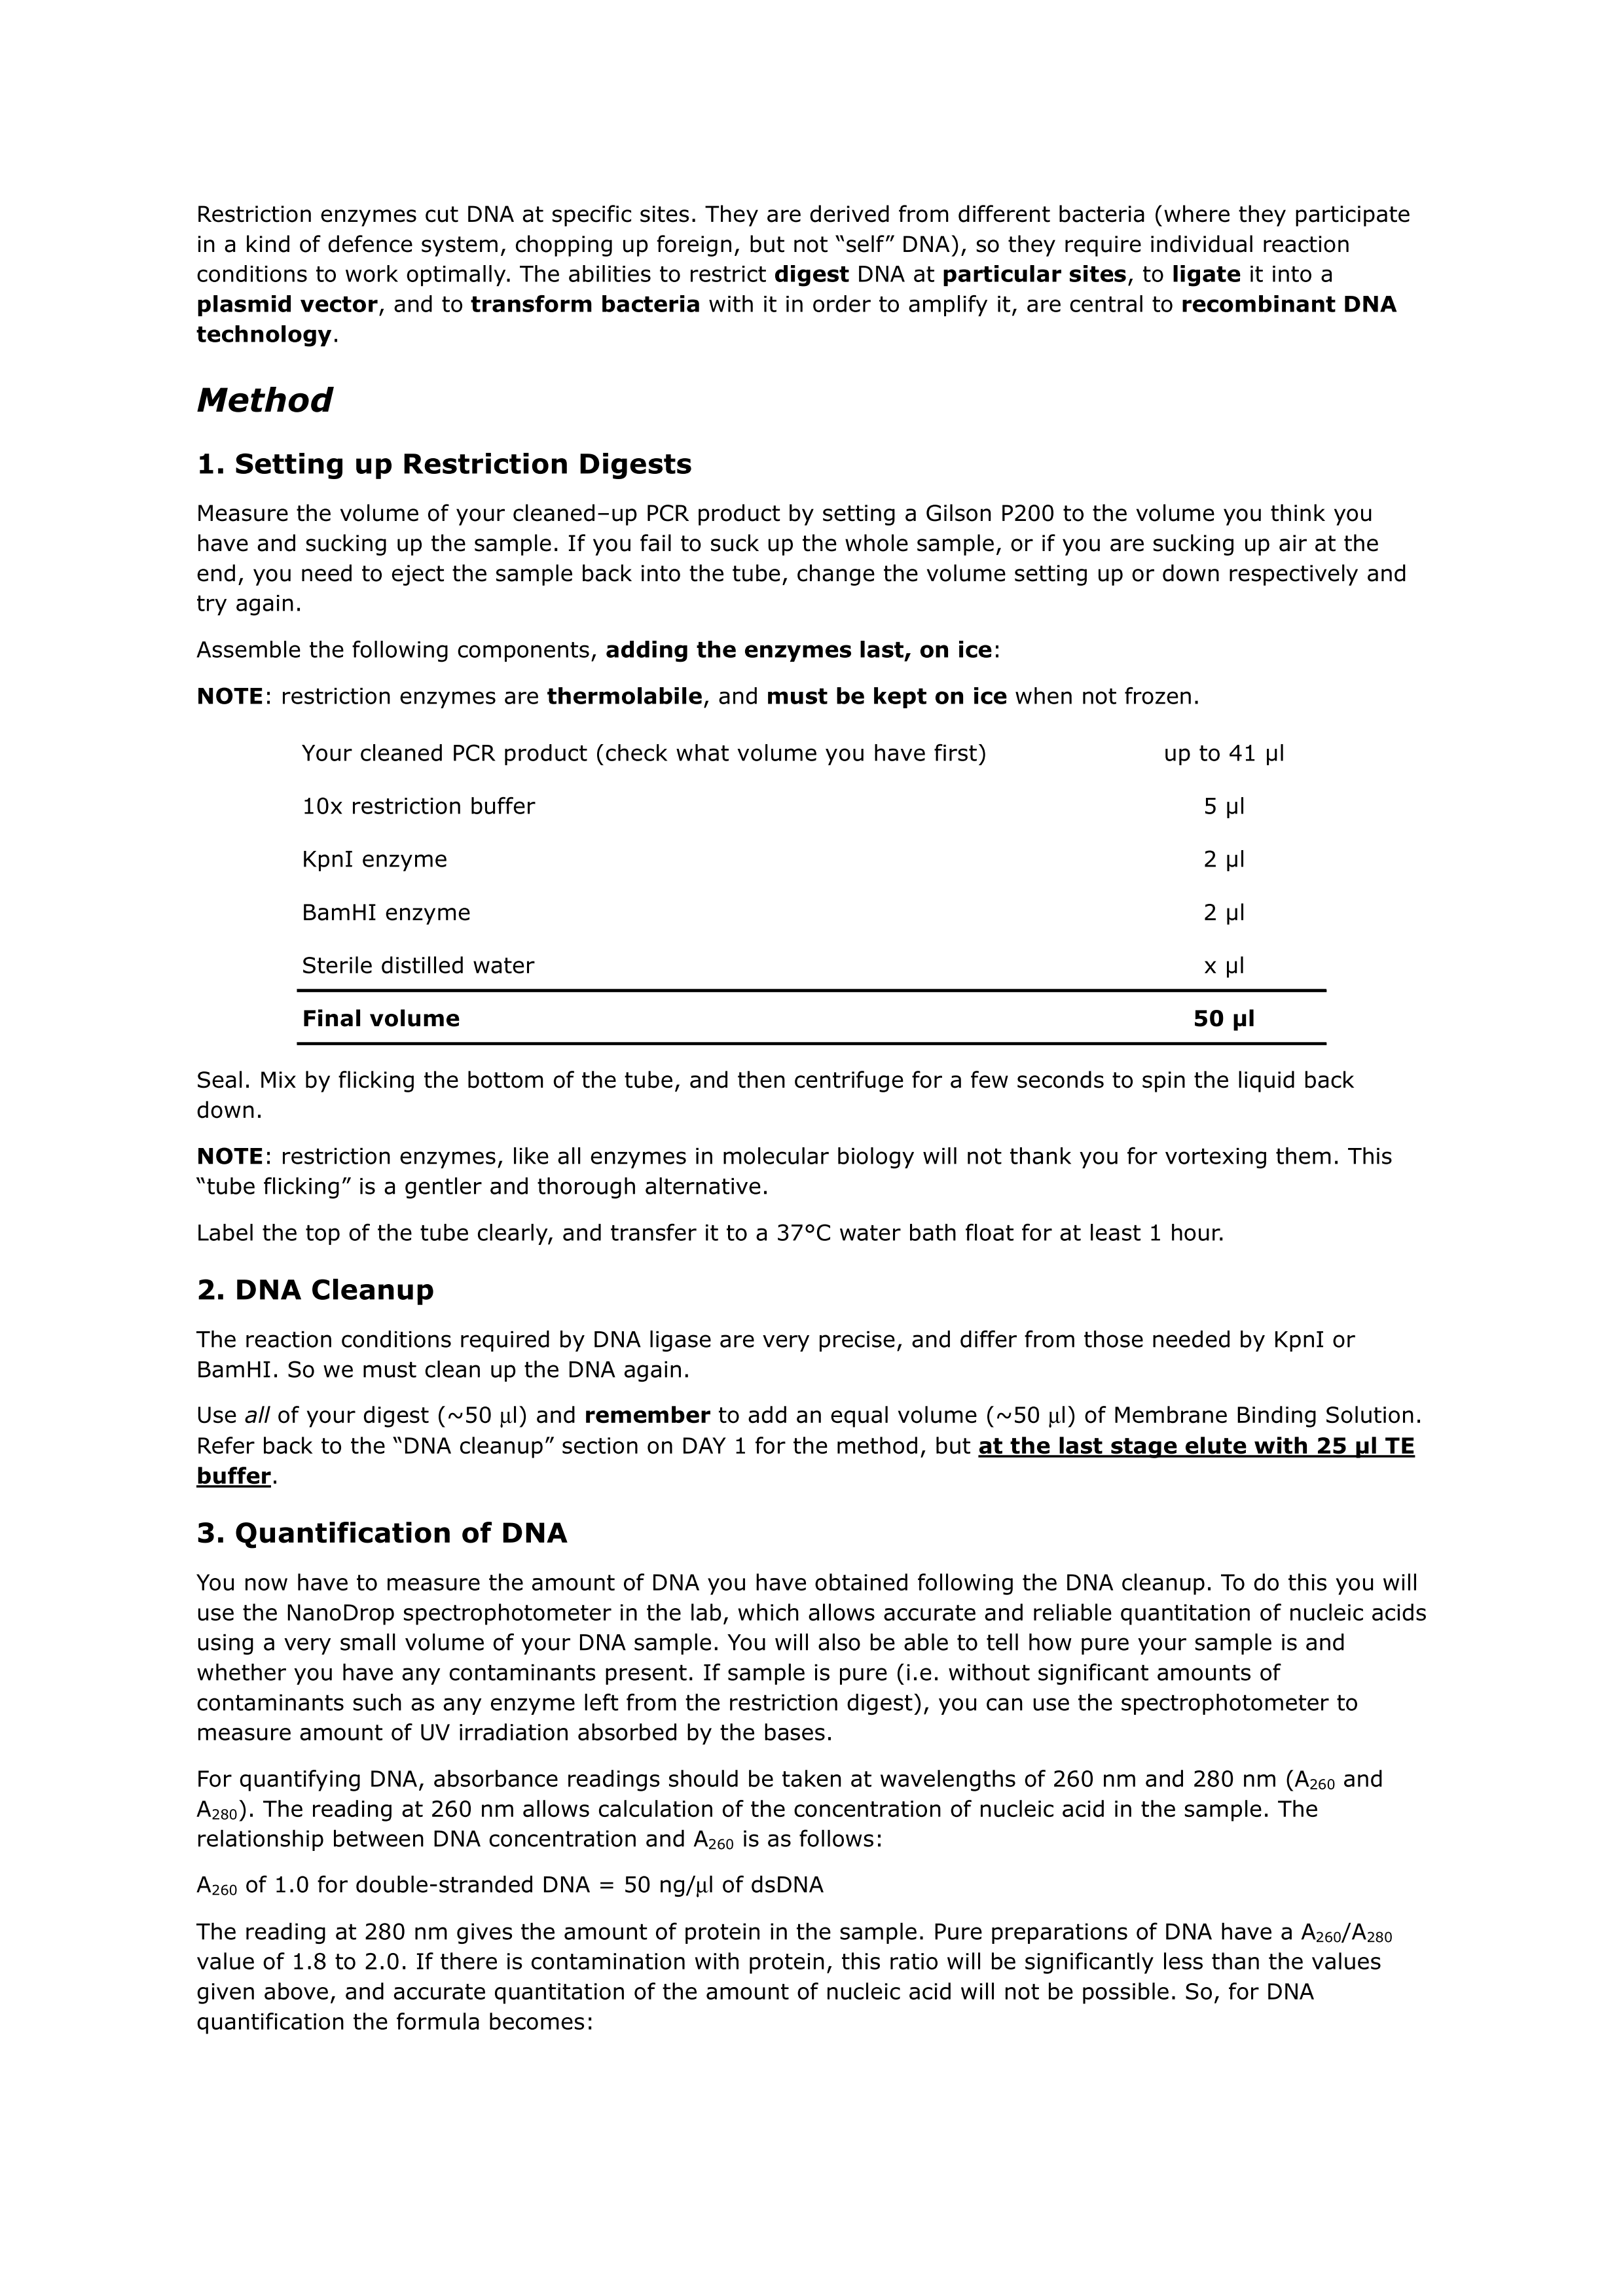 Restriction enzymes cut DNA at specific sites. They are derived from different bacteria (where they participate
in a kind of defence system, chopping up foreign, but not “self” DNA), so they require individual reaction
conditions to work optimally. The abilities to restrict digest DNA at particular sites, to ligate it into a
plasmid vector, and to transform bacteria with it in order to amplify it, are central to recombinant DNA
technology.
Method
1. Setting up Restriction Digests
Measure the volume of your cleaned–up PCR product by setting a Gilson P200 to the volume you think you
have and sucking up the sample. If you fail to suck up the whole sample, or if you are sucking up air at the
end, you need to eject the sample back into the tube, change the volume setting up or down respectively and
try again.
Assemble the following components, adding the enzymes last, on ice:
NOTE: restriction enzymes are thermolabile, and must be kept on ice when not frozen.
Your cleaned PCR product (check what volume you have first) up to 41 µl
10x restriction buffer 5 µl
KpnI enzyme 2 µl
BamHI enzyme 2 µl
Sterile distilled water x µl
Final volume 50 µl
Seal. Mix by flicking the bottom of the tube, and then centrifuge for a few seconds to spin the liquid back
down.
NOTE: restriction enzymes, like all enzymes in molecular biology will not thank you for vortexing them. This
“tube flicking” is a gentler and thorough alternative.
Label the top of the tube clearly, and transfer it to a 37°C water bath float for at least 1 hour.
2. DNA Cleanup
The reaction conditions required by DNA ligase are very precise, and differ from those needed by KpnI or
BamHI. So we must clean up the DNA again.
Use all of your digest (~50 µl) and remember to add an equal volume (~50 µl) of Membrane Binding Solution.
Refer back to the “DNA cleanup” section on DAY 1 for the method, but at the last stage elute with 25 µl TE
buffer.
3. Quantification of DNA
You now have to measure the amount of DNA you have obtained following the DNA cleanup. To do this you will
use the NanoDrop spectrophotometer in the lab, which allows accurate and reliable quantitation of nucleic acids
using a very small volume of your DNA sample. You will also be able to tell how pure your sample is and
whether you have any contaminants present. If sample is pure (i.e. without significant amounts of
contaminants such as any enzyme left from the restriction digest), you can use the spectrophotometer to
measure amount of UV irradiation absorbed by the bases.
For quantifying DNA, absorbance readings should be taken at wavelengths of 260 nm and 280 nm (A260 and
A280). The reading at 260 nm allows calculation of the concentration of nucleic acid in the sample. The
relationship between DNA concentration and A260 is as follows:
A260 of 1.0 for double-stranded DNA = 50 ng/µl of dsDNA
The reading at 280 nm gives the amount of protein in the sample. Pure preparations of DNA have a A260/A280
value of 1.8 to 2.0. If there is contamination with protein, this ratio will be significantly less than the values
given above, and accurate quantitation of the amount of nucleic acid will not be possible. So, for DNA
quantification the formula becomes: